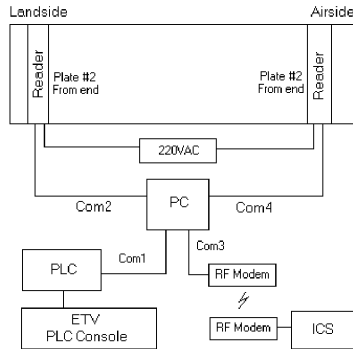 Landside
Airside
Reader
Plate #2
From end
Plate #2
From end
Reader
220VAC
Com2
PC
Com4
Com1
Com3
PLC
RF Modem
ETV
PLC Console
RF Modem
ICS